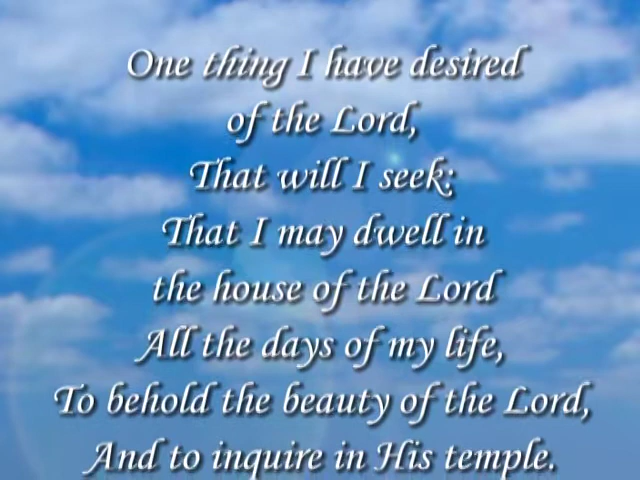 One thing I have desired
of the Lord,
That will I seek:
That I may dwell in
the house of the Lord
All the days of my life,
To behold the beauty of the Lord,
And to inquire in His temple.